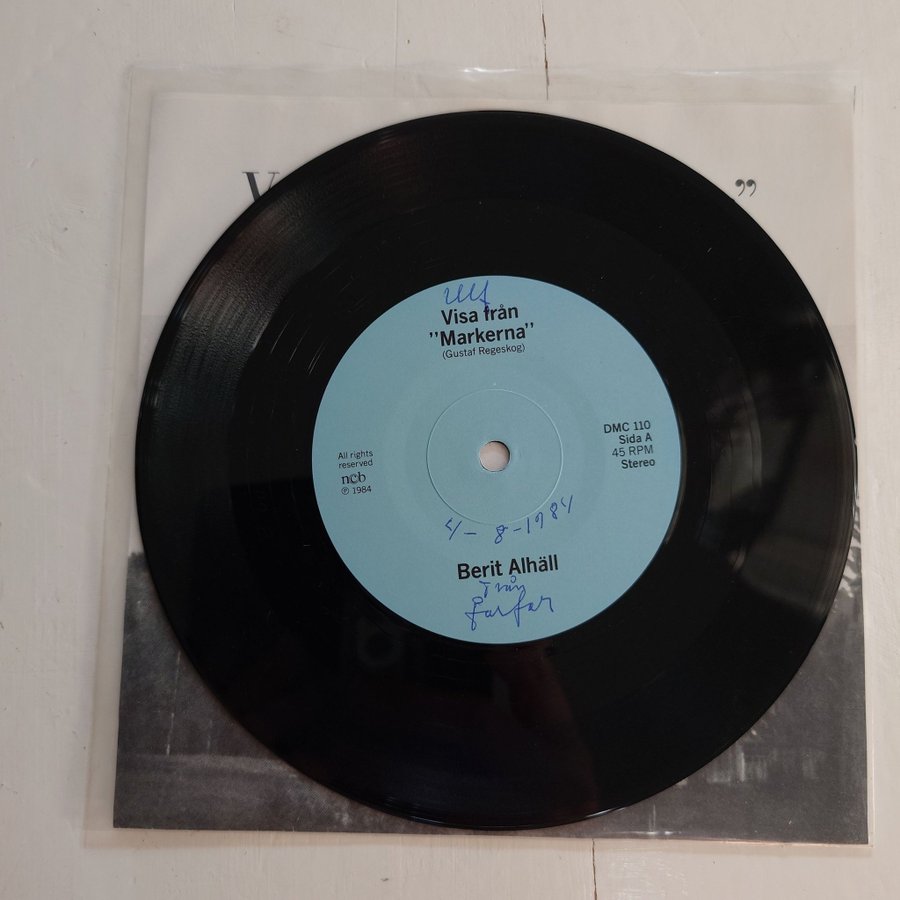 V
”
Ulf
Visa från
”Markerna”
(Gustaf Regeskog)
DMC 110
Sida A
45 RPM
Stereo
All rights
reserved
ncb
℗ 1984
4-8-1984
Berit Alhäll
från
farfar